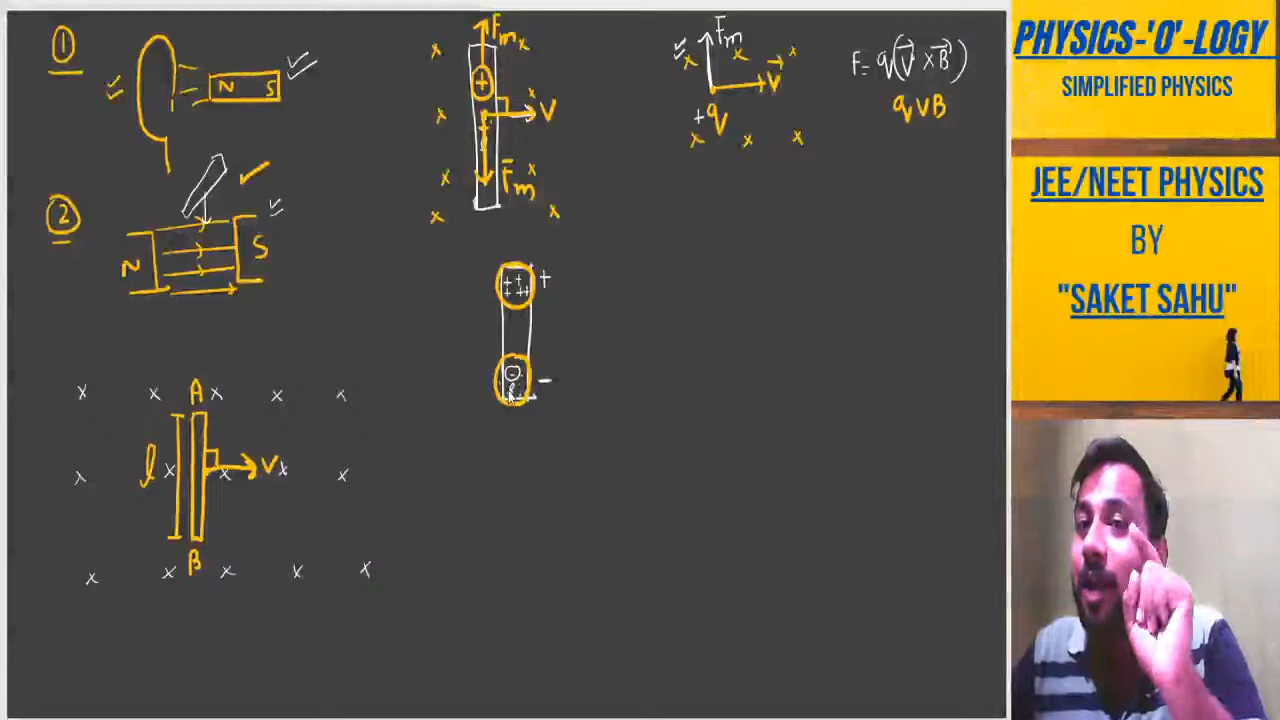 PHYSICS-'O'-LOGY
SIMPLIFIED PHYSICS
JEE/NEET PHYSICS
BY
"SAKET SAHU"
①
N S
②
N
S
A
l
V
B
Fm
+
V
Fm
+
-
Fm
V
+q
F = q(V × B)
qVB
++
++
+
-